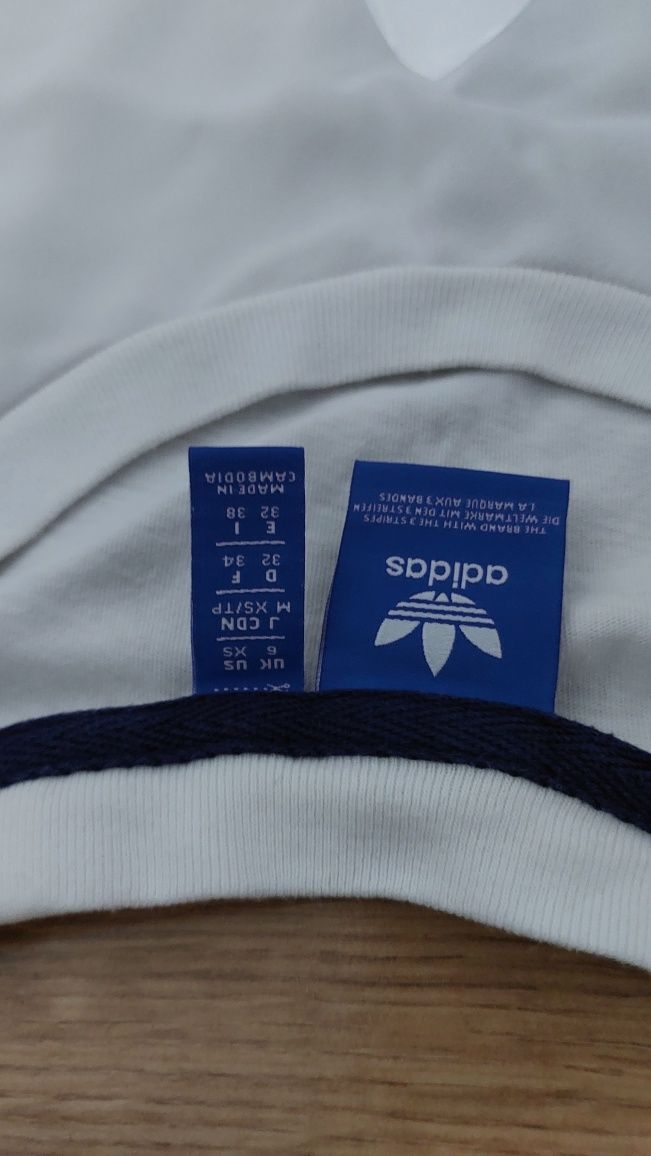 adidas
THE BRAND WITH THE 3 STRIPES
DIE WELTMARKE MIT DEN 3 STREIFEN
LA MARQUE AUX 3 BANDES
UK US
6 XS
J CDN
M XS/TP
D F
32 34
E I
32 38
MADE IN
CAMBODIA